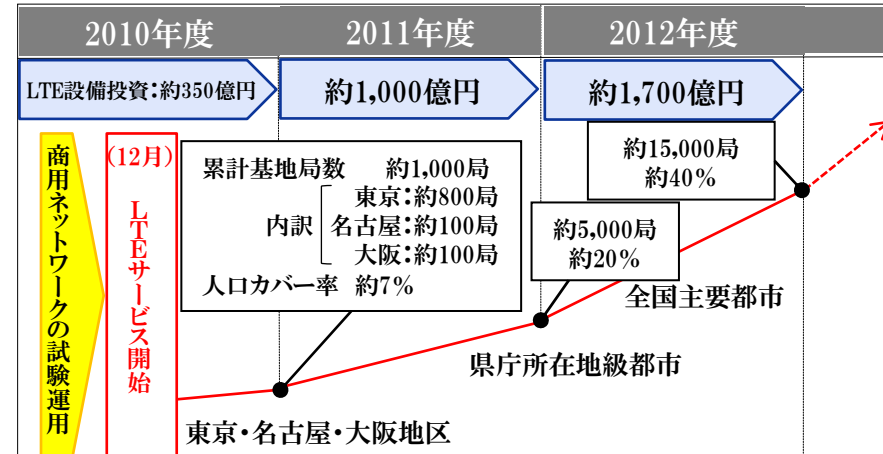 2010年度
2011年度
2012年度
LTE設備投資：約350億円
約1,000億円
約1,700億円
商用ネットワークの試験運用
(12月)
LTEサービス開始
累計基地局数 約1,000局
東京：約800局
内訳 名古屋：約100局
大阪：約100局
人口カバー率 約7%
約5,000局
約20%
約15,000局
約40%
東京・名古屋・大阪地区
県庁所在地級都市
全国主要都市